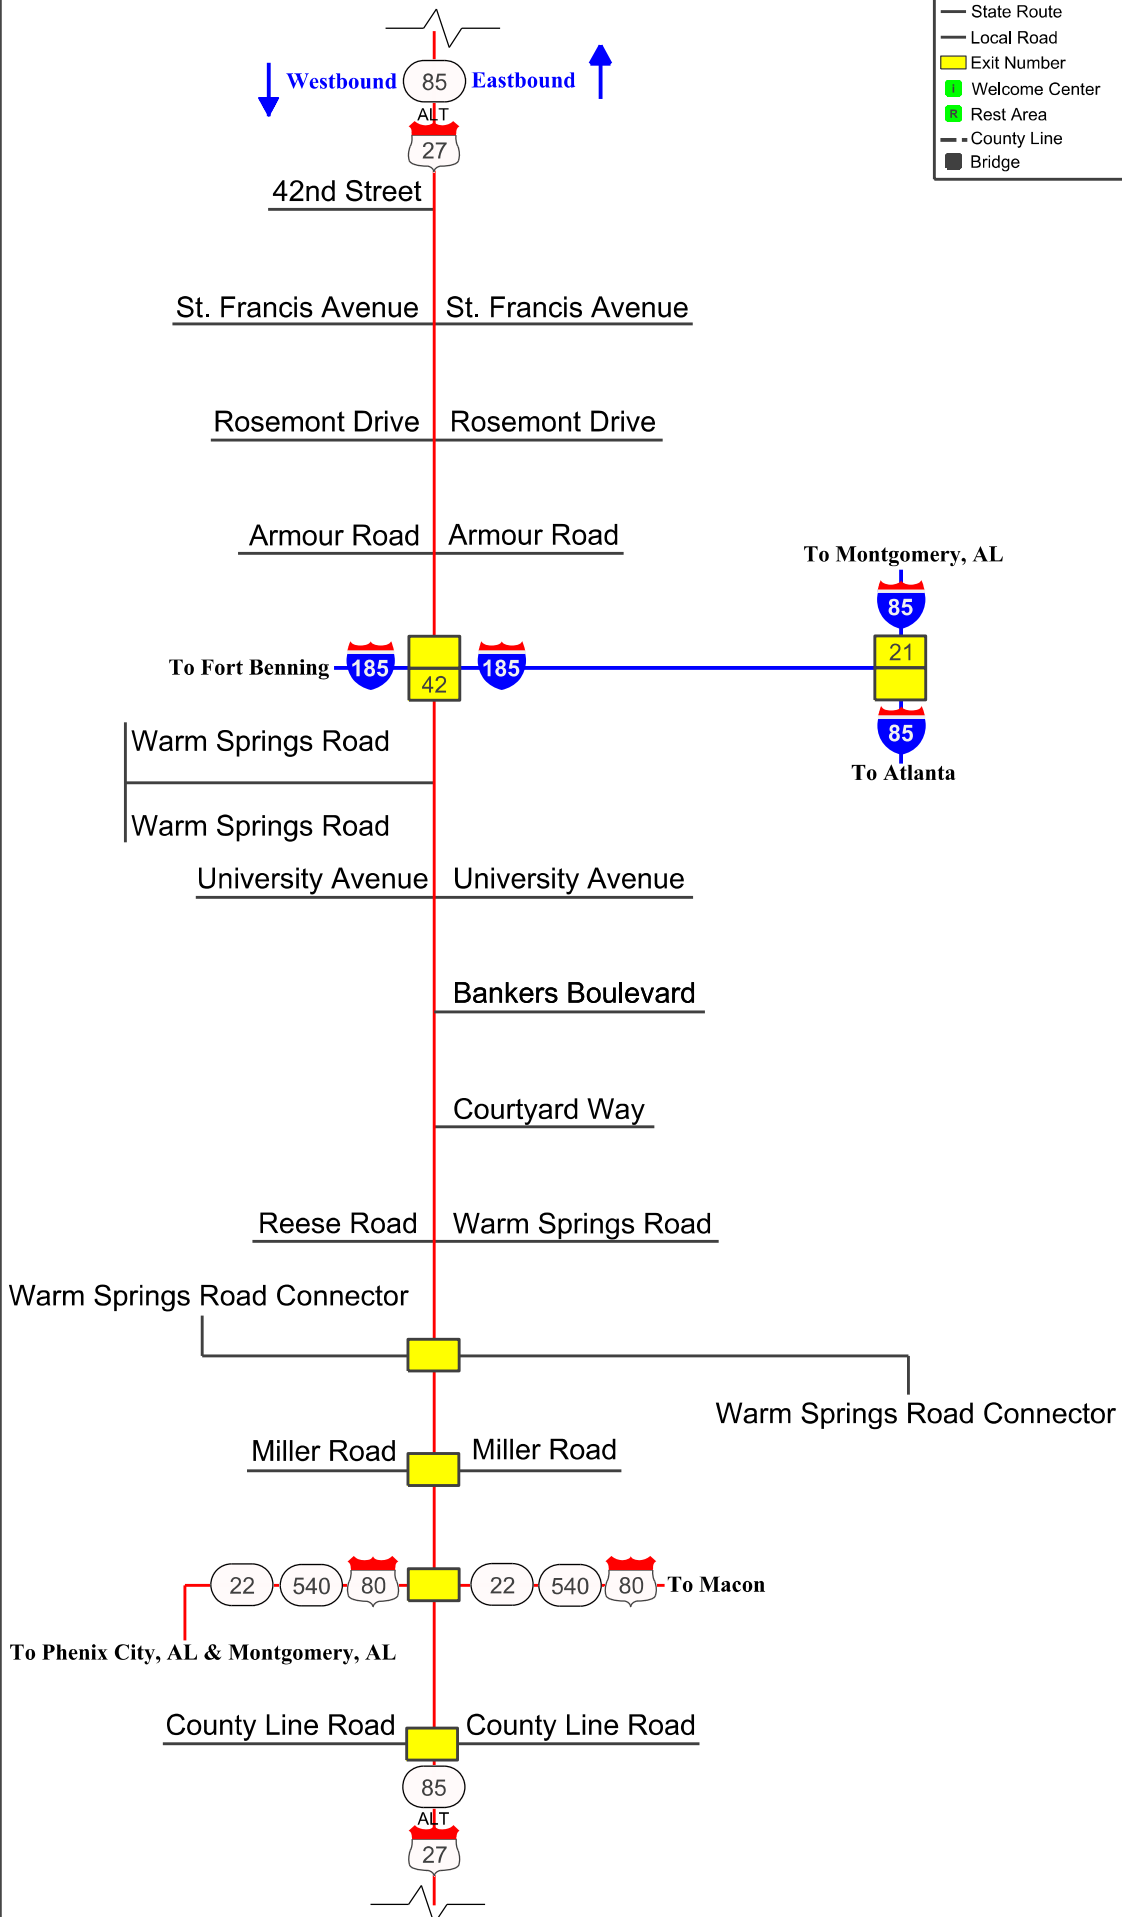 State Route
Local Road
Exit Number
i Welcome Center
R Rest Area
County Line
Bridge
Westbound 85 Eastbound
ALT
27
42nd Street
St. Francis Avenue St. Francis Avenue
Rosemont Drive Rosemont Drive
Armour Road Armour Road
To Montgomery, AL
85
To Fort Benning 185 42 185 21
85
To Atlanta
Warm Springs Road
Warm Springs Road
University Avenue University Avenue
Bankers Boulevard
Courtyard Way
Reese Road Warm Springs Road
Warm Springs Road Connector
Warm Springs Road Connector
Miller Road Miller Road
22 540 80 22 540 80 To Macon
To Phenix City, AL & Montgomery, AL
County Line Road County Line Road
85
ALT
27